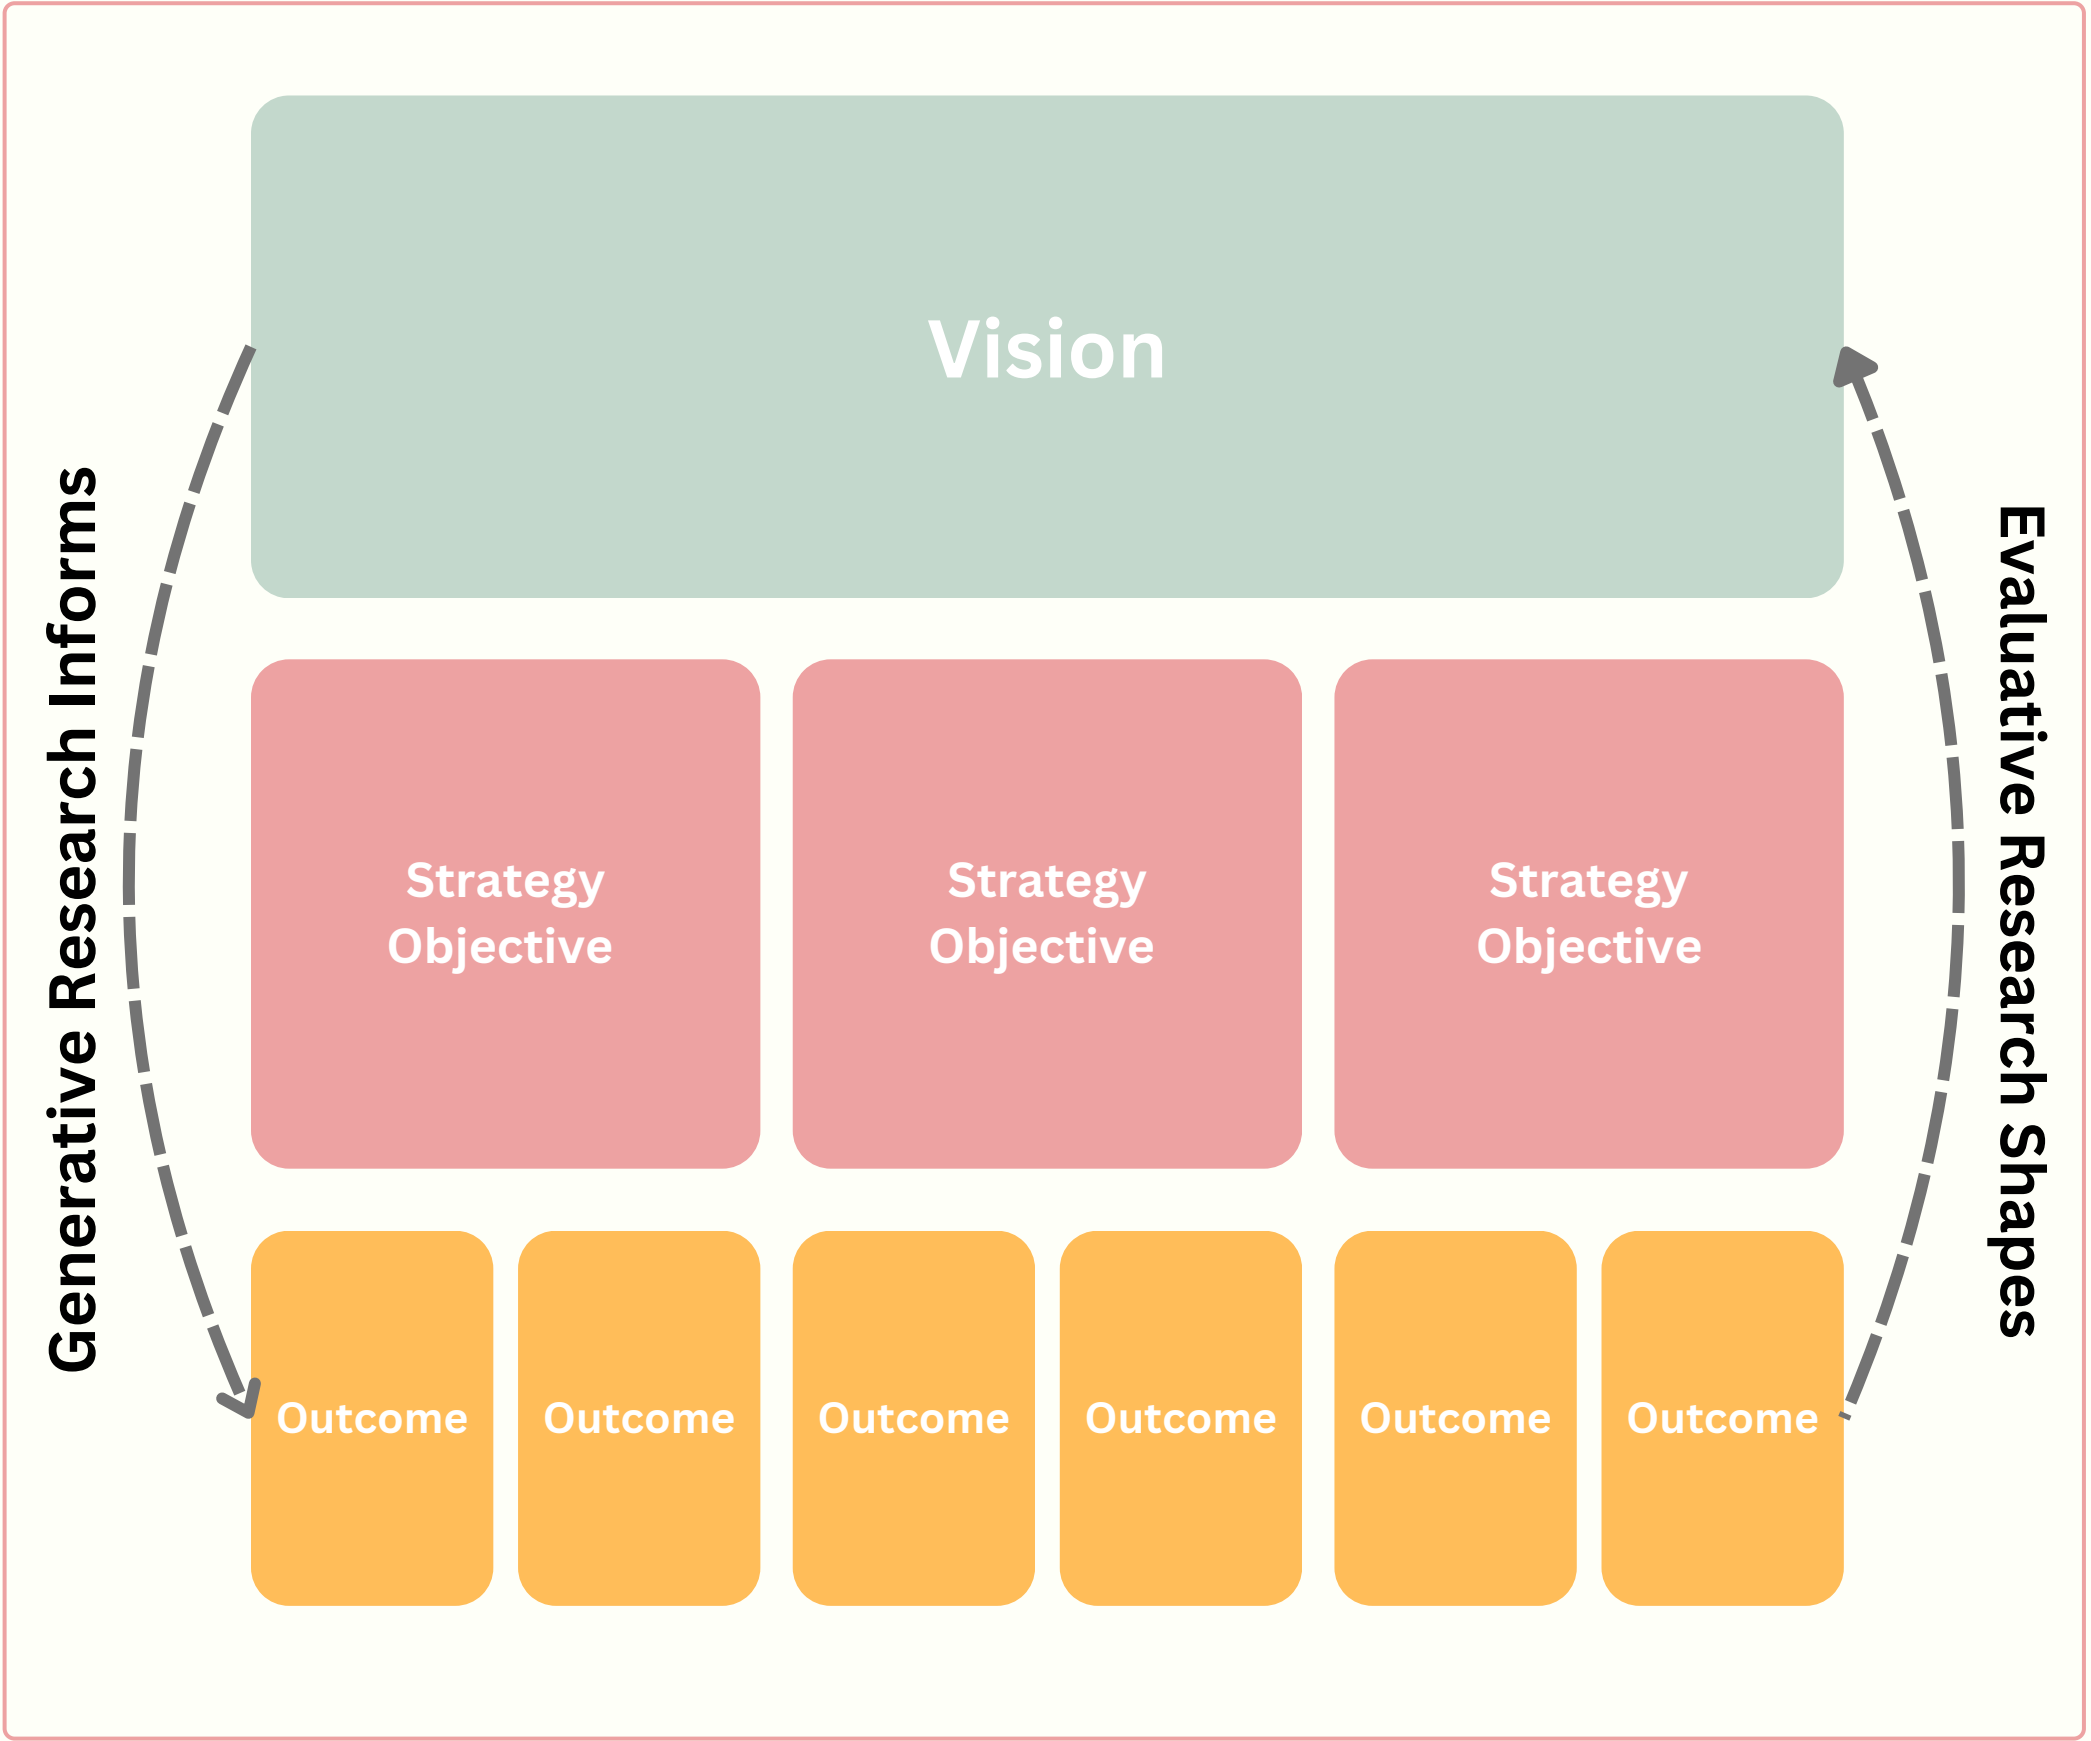 Vision
Generative Research Informs
Evaluative Research Shapes
Strategy
Objective
Strategy
Objective
Strategy
Objective
Outcome
Outcome
Outcome
Outcome
Outcome
Outcome